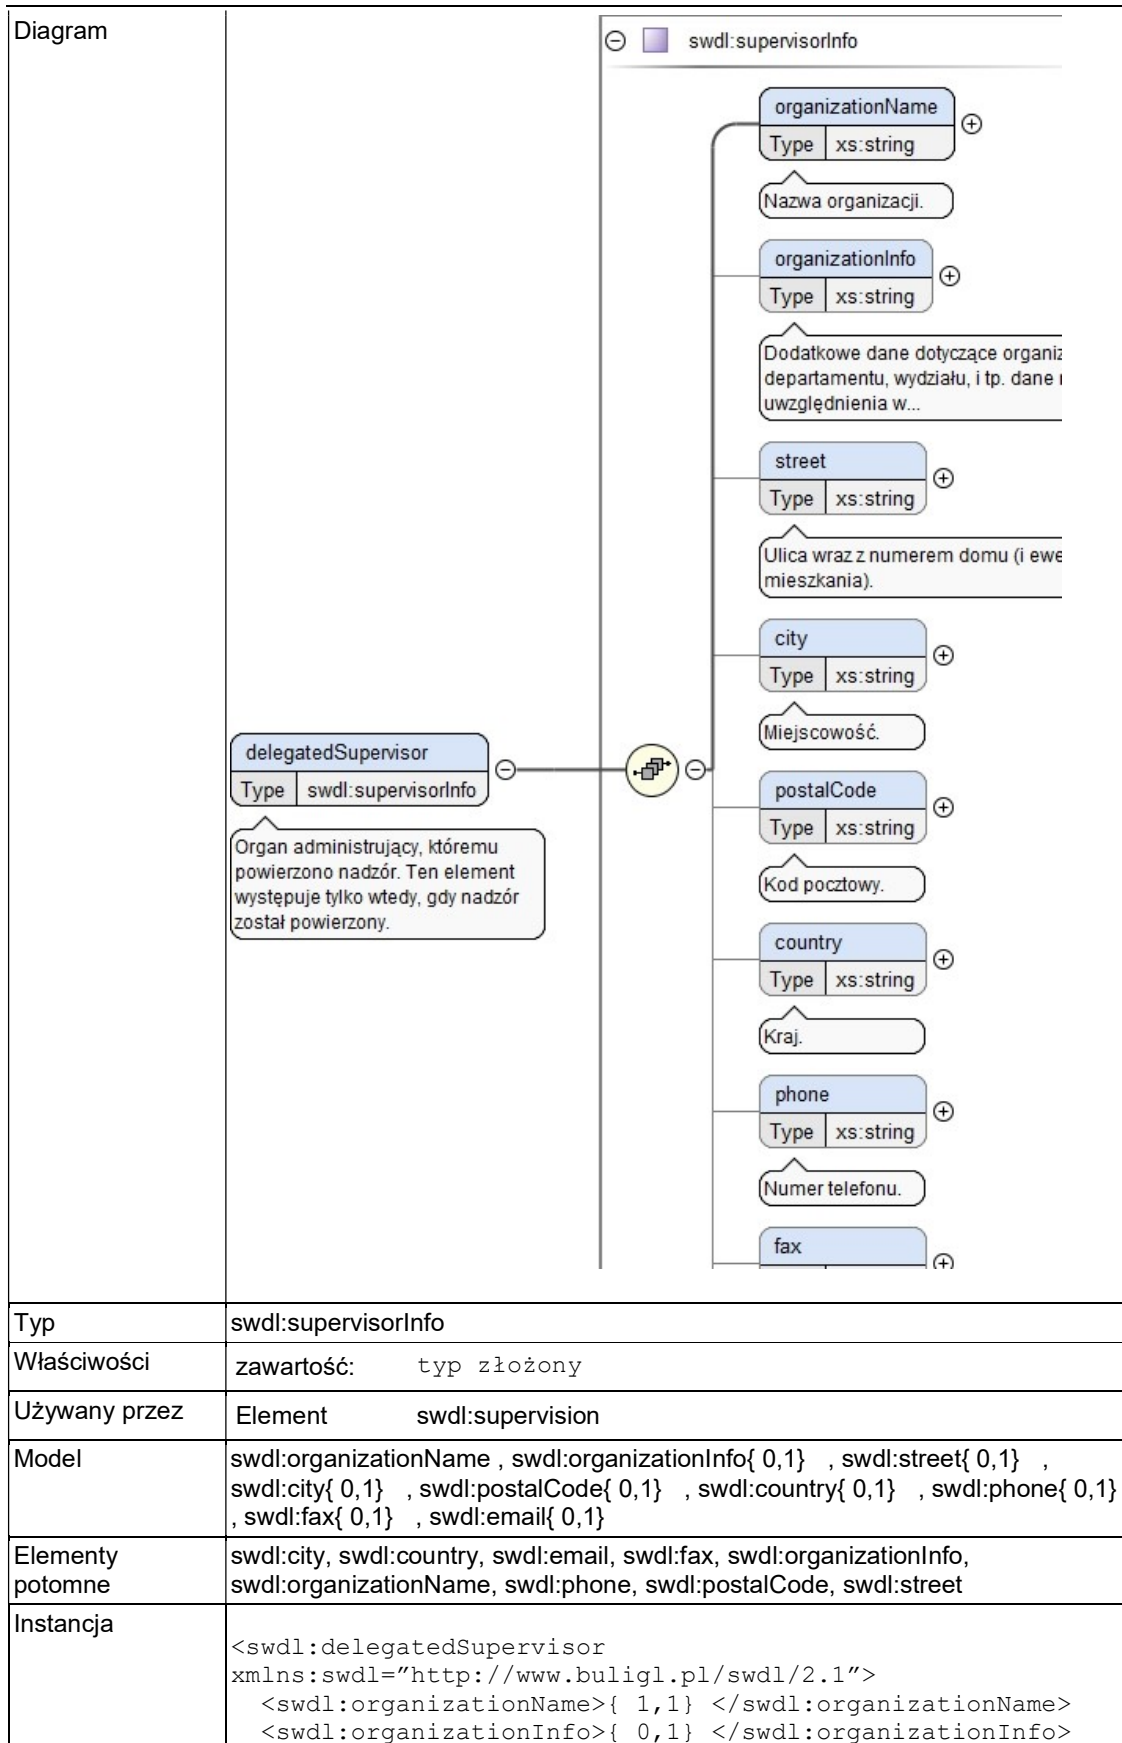 Diagram
swdl:supervisorInfo
organizationName
Type xs:string
Nazwa organizacji.
organizationInfo
Type xs:string
Dodatkowe dane dotyczące
departamentu, wydziału, i tp. dane
uwzględnienia w...
street
Type xs:string
Ulica wraz z numerem domu (i
mieszkania).
city
Type xs:string
Miejscowość.
delegatedSupervisor
Type swdl:supervisorInfo
Organ administrujący, któremu
powierzono nadzór. Ten element
występuje tylko wtedy, gdy nadzór
został powierzony.
postalCode
Type xs:string
Kod pocztowy.
country
Type xs:string
Kraj.
phone
Type xs:string
Numer telefonu.
fax
Typ swdl:supervisorInfo
Właściwości zawartość: typ złożony
Używany przez Element swdl:supervision
Model swdl:organizationName , swdl:organizationInfo{ 0,1} , swdl:street{ 0,1} ,
swdl:city{ 0,1} , swdl:postalCode{ 0,1} , swdl:country{ 0,1} , swdl:phone{ 0,1}
, swdl:fax{ 0,1} , swdl:email{ 0,1}
Elementy potomne swdl:city, swdl:country, swdl:email, swdl:fax, swdl:organizationInfo,
swdl:organizationName, swdl:phone, swdl:postalCode, swdl:street
Instancja
<swdl:delegatedSupervisor
xmlns:swdl=”http://www.buligl.pl/swdl/2.1”>
<swdl:organizationName>{ 1,1} </swdl:organizationName>
<swdl:organizationInfo>{ 0,1} </swdl:organizationInfo>